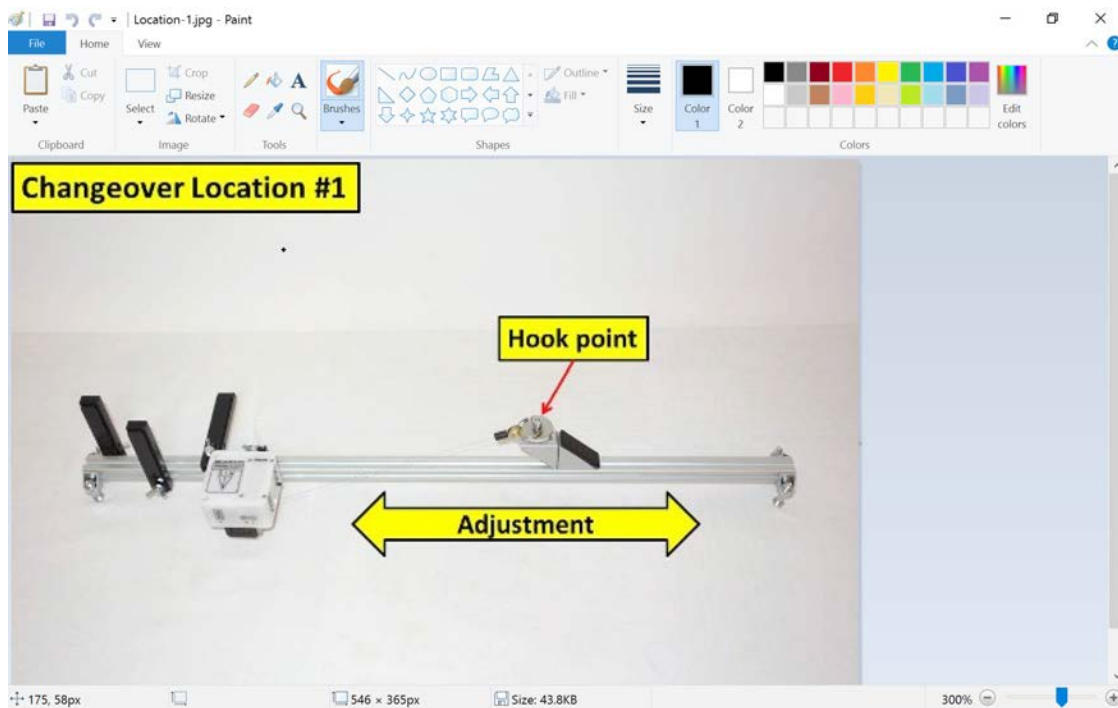 Location-1.jpg - Paint
File Home View
Paste
Cut
Copy
Clipboard
Select
Crop
Resize
Rotate
Image
A
Tools
Brushes
Shapes
Outline
Fill
Size
Color 1
Color 2
Edit colors
Colors
Changeover Location #1
Hook point
Adjustment
175, 58px
546 × 365px
Size: 43.8KB
300%